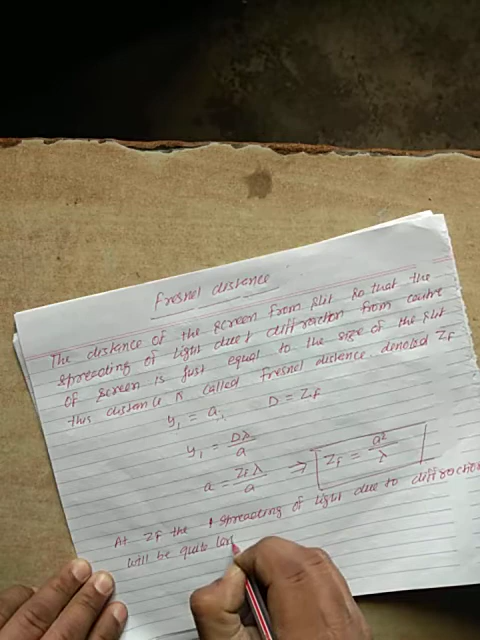 Fresnel distance
The distance of the screen from slit so that the
spreading of light due t diffraction from centre
of screen is just equal to the size of the slit
this distance is called fresnel distance denoted ZF
y₁ = a, D = ZF
y₁ = Dλ/a
a = ZFλ/a ⇒ ZF = a²/λ
At ZF the spreading of light due to diffraction
will be quite lar